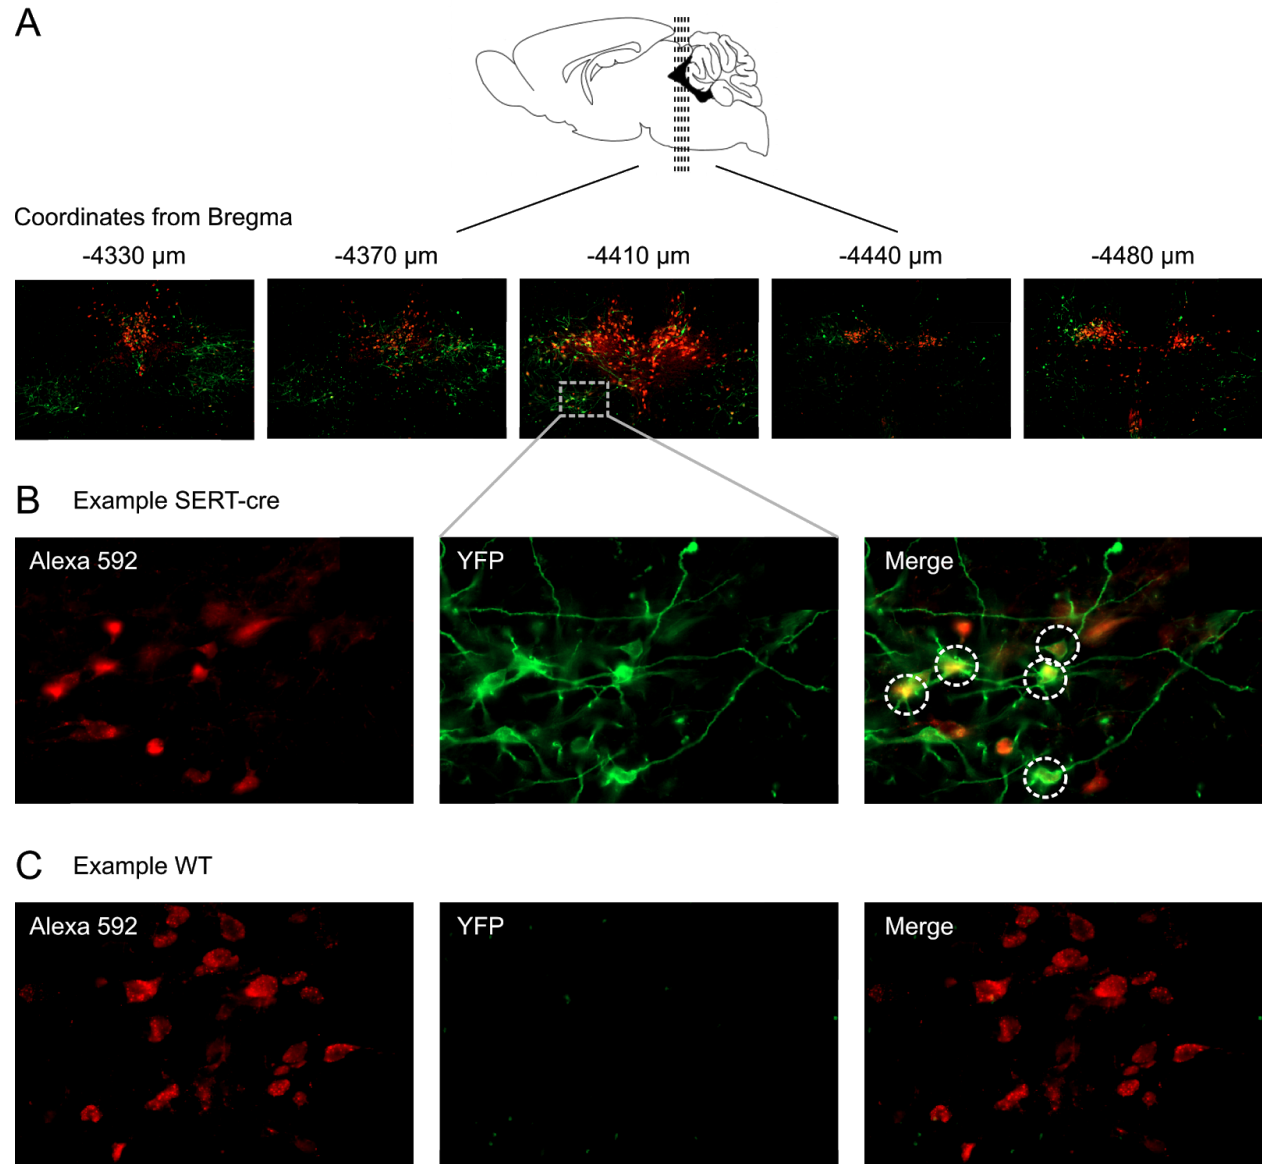 A
Coordinates from Bregma
-4330 µm
-4370 µm
-4410 µm
-4440 µm
-4480 µm
B Example SERT-cre
Alexa 592
YFP
Merge
C Example WT
Alexa 592
YFP
Merge